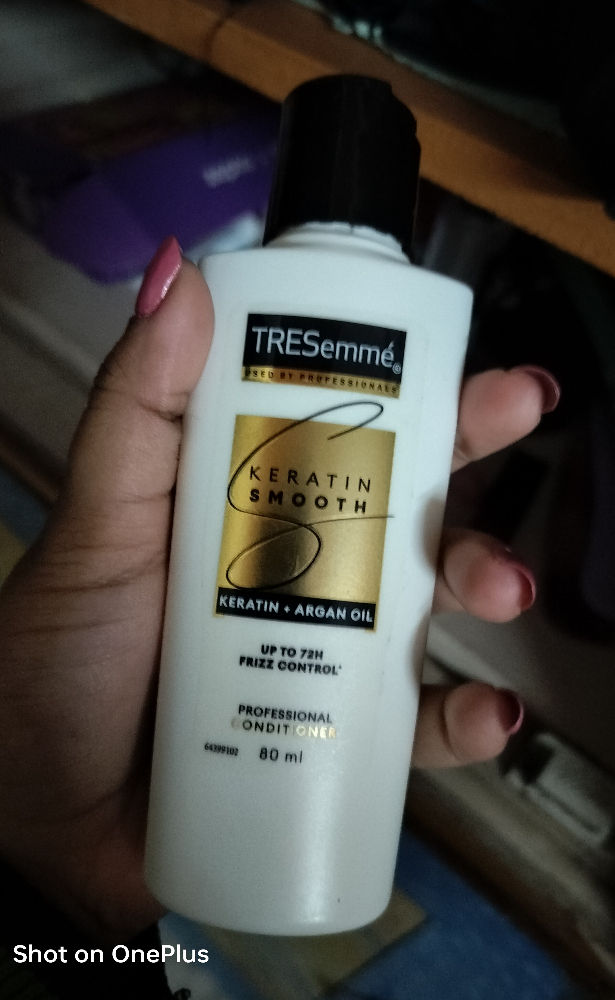 TRESemmé®
USED BY PROFESSIONALS
KERATIN
SMOOTH
KERATIN + ARGAN OIL
UP TO 72H
FRIZZ CONTROL*
PROFESSIONAL
CONDITIONER
64399102 80 ml
Shot on OnePlus